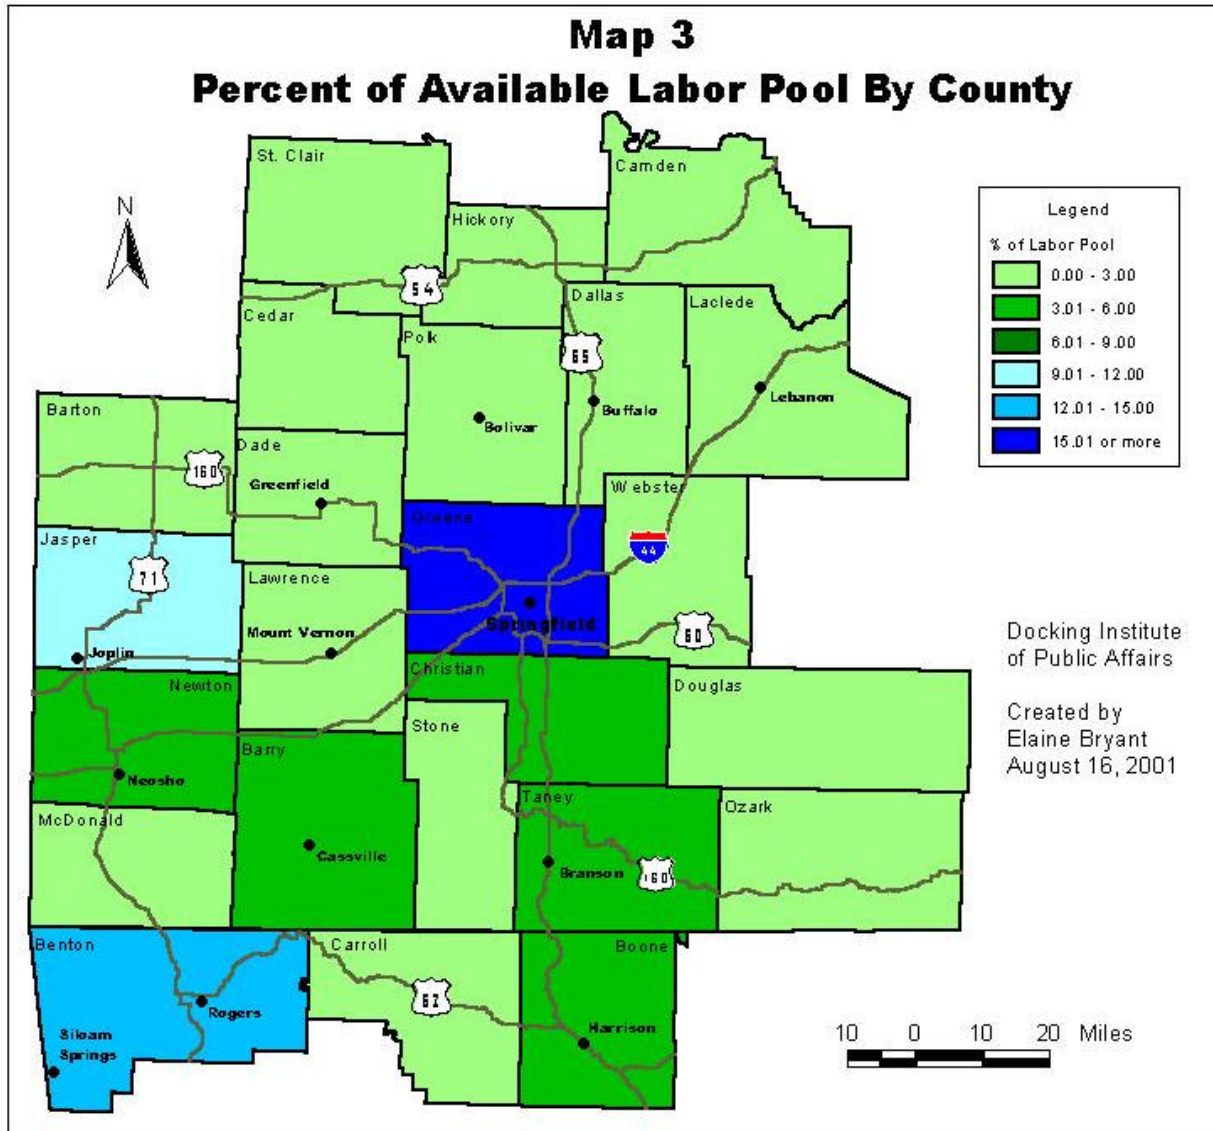 Map 3
Percent of Available Labor Pool By County
St. Clair
Camden
N
Hickory
54
Dallas
Laclede
Cedar
Polk
65
Lebanon
Buffalo
Bolivar
Barton
Dade
160
Greenfield
Webster
Greene
Jasper
44
71
Lawrence
Springfield
Mount Vernon
60
Joplin
Christian
Newton
Douglas
Stone
Barry
Neosho
Taney
Ozark
McDonald
Cassville
Branson
160
Benton
Carroll
Boone
62
Rogers
Harrison
Siloam
Springs
Legend
% of Labor Pool
0.00 - 3.00
3.01 - 6.00
6.01 - 9.00
9.01 - 12.00
12.01 - 15.00
15.01 or more
Docking Institute
of Public Affairs
Created by
Elaine Bryant
August 16, 2001
10 0 10 20 Miles